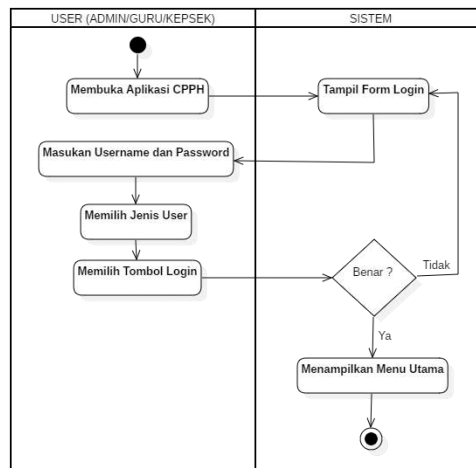 USER (ADMIN/GURU/KEPSEK)
SISTEM
Membuka Aplikasi CPPH
Tampil Form Login
Masukan Username dan Password
Memilih Jenis User
Memilih Tombol Login
Benar ?
Tidak
Ya
Menampilkan Menu Utama